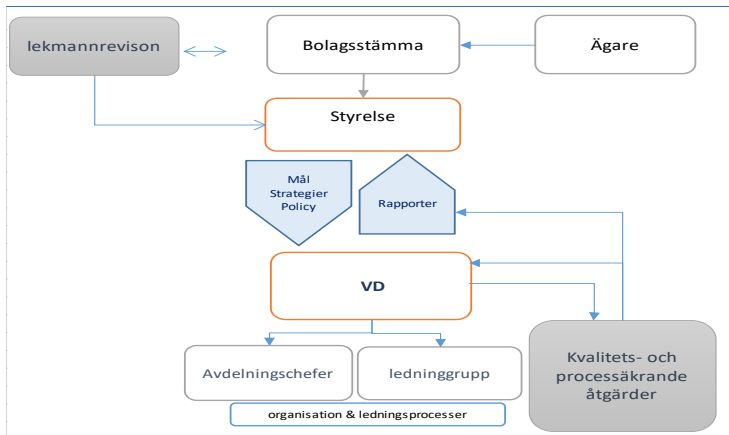 lekmannrevison
Bolagsstämma
Ägare
Styrelse
Mål
Strategier
Policy
Rapporter
VD
Avdelningschefer
ledninggrupp
Kvalitets- och
processäkrande
åtgärder
organisation & ledningsprocesser